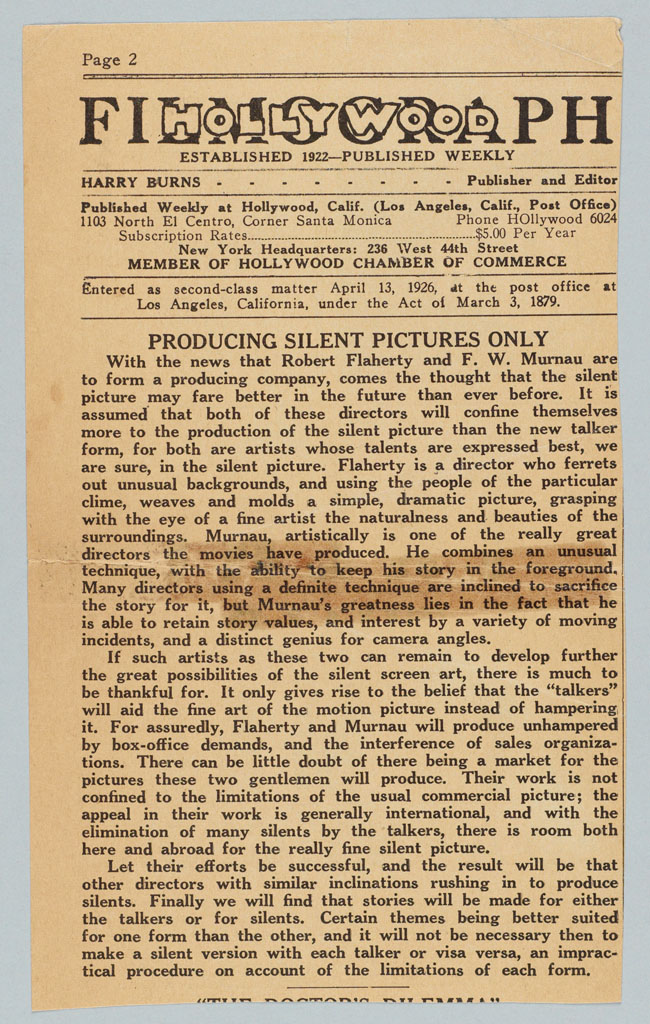 Page 2
FI HOLLYWOOD PH
ESTABLISHED 1922—PUBLISHED WEEKLY
HARRY BURNS - - - - - - - - Publisher and Editor
Published Weekly at Hollywood, Calif. (Los Angeles, Calif., Post Office)
1103 North El Centro, Corner Santa Monica Phone HOllywood 6024
Subscription Rates..........................................................$5.00 Per Year
New York Headquarters: 236 West 44th Street
MEMBER OF HOLLYWOOD CHAMBER OF COMMERCE
Entered as second-class matter April 13, 1926, at the post office at
Los Angeles, California, under the Act of March 3, 1879.
PRODUCING SILENT PICTURES ONLY
With the news that Robert Flaherty and F. W. Murnau are
to form a producing company, comes the thought that the silent
picture may fare better in the future than ever before. It is
assumed that both of these directors will confine themselves
more to the production of the silent picture than the new talker
form, for both are artists whose talents are expressed best, we
are sure, in the silent picture. Flaherty is a director who ferrets
out unusual backgrounds, and using the people of the particular
clime, weaves and molds a simple, dramatic picture, grasping
with the eye of a fine artist the naturalness and beauties of the
surroundings. Murnau, artistically is one of the really great
directors the movies have produced. He combines an unusual
technique, with the ability to keep his story in the foreground.
Many directors using a definite technique are inclined to sacrifice
the story for it, but Murnau's greatness lies in the fact that he
is able to retain story values, and interest by a variety of moving
incidents, and a distinct genius for camera angles.
If such artists as these two can remain to develop further
the great possibilities of the silent screen art, there is much to
be thankful for. It only gives rise to the belief that the "talkers"
will aid the fine art of the motion picture instead of hampering
it. For assuredly, Flaherty and Murnau will produce unhampered
by box-office demands, and the interference of sales organiza-
tions. There can be little doubt of there being a market for the
pictures these two gentlemen will produce. Their work is not
confined to the limitations of the usual commercial picture; the
appeal in their work is generally international, and with the
elimination of many silents by the talkers, there is room both
here and abroad for the really fine silent picture.
Let their efforts be successful, and the result will be that
other directors with similar inclinations rushing in to produce
silents. Finally we will find that stories will be made for either
the talkers or for silents. Certain themes being better suited
for one form than the other, and it will not be necessary then to
make a silent version with each talker or visa versa, an imprac-
tical procedure on account of the limitations of each form.
"THE DOCTOR'S DILEMMA"